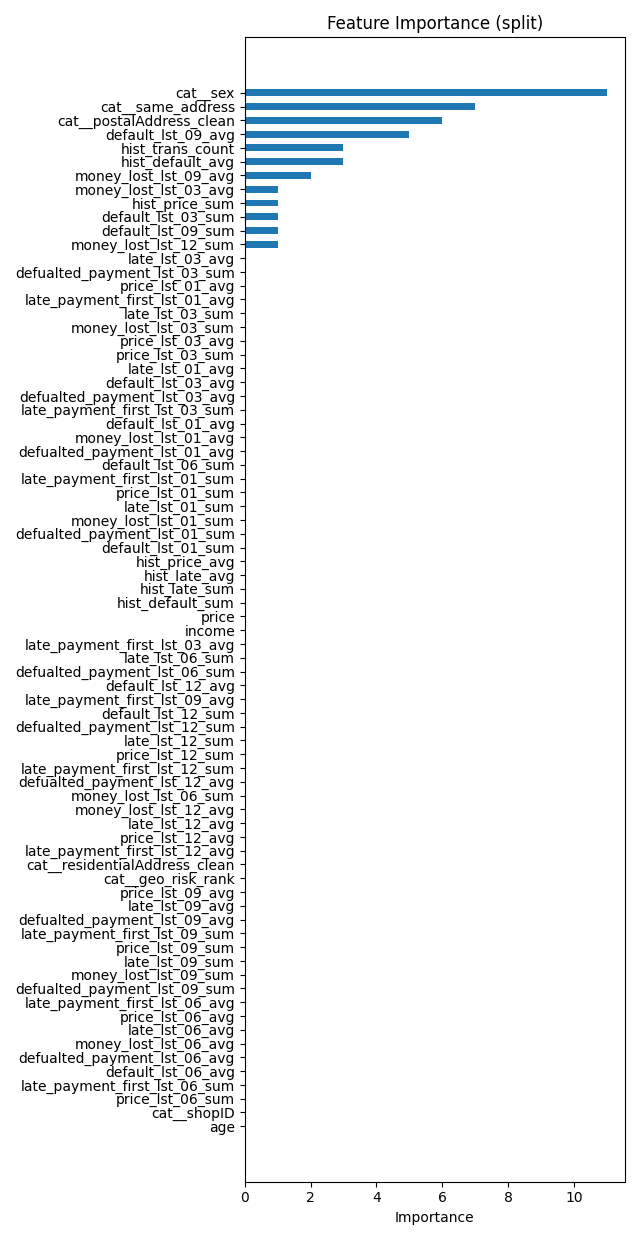 Feature Importance (split)
cat__sex
cat__same_address
cat__postalAddress_clean
default_lst_09_avg
hist_trans_count
hist_default_avg
money_lost_lst_09_avg
money_lost_lst_03_avg
hist_price_sum
default_lst_03_sum
default_lst_09_sum
money_lost_lst_12_sum
late_lst_03_avg
defualted_payment_lst_03_sum
price_lst_01_avg
late_payment_first_lst_01_avg
late_lst_03_sum
money_lost_lst_03_sum
price_lst_03_avg
price_lst_03_sum
late_lst_01_avg
default_lst_03_avg
defualted_payment_lst_03_avg
late_payment_first_lst_03_sum
default_lst_01_avg
money_lost_lst_01_avg
defualted_payment_lst_01_avg
default_lst_06_sum
late_payment_first_lst_01_sum
price_lst_01_sum
late_lst_01_sum
money_lost_lst_01_sum
defualted_payment_lst_01_sum
default_lst_01_sum
hist_price_avg
hist_late_avg
hist_late_sum
hist_default_sum
price
income
late_payment_first_lst_03_avg
late_lst_06_sum
defualted_payment_lst_06_sum
default_lst_12_avg
late_payment_first_lst_09_avg
default_lst_12_sum
defualted_payment_lst_12_sum
late_lst_12_sum
price_lst_12_sum
late_payment_first_lst_12_sum
defualted_payment_lst_12_avg
money_lost_lst_06_sum
money_lost_lst_12_avg
late_lst_12_avg
price_lst_12_avg
late_payment_first_lst_12_avg
cat__residentialAddress_clean
cat__geo_risk_rank
price_lst_09_avg
late_lst_09_avg
defualted_payment_lst_09_avg
late_payment_first_lst_09_sum
price_lst_09_sum
late_lst_09_sum
money_lost_lst_09_sum
defualted_payment_lst_09_sum
late_payment_first_lst_06_avg
price_lst_06_avg
late_lst_06_avg
money_lost_lst_06_avg
defualted_payment_lst_06_avg
default_lst_06_avg
late_payment_first_lst_06_sum
price_lst_06_sum
cat__shopID
age
0 2 4 6 8 10
Importance